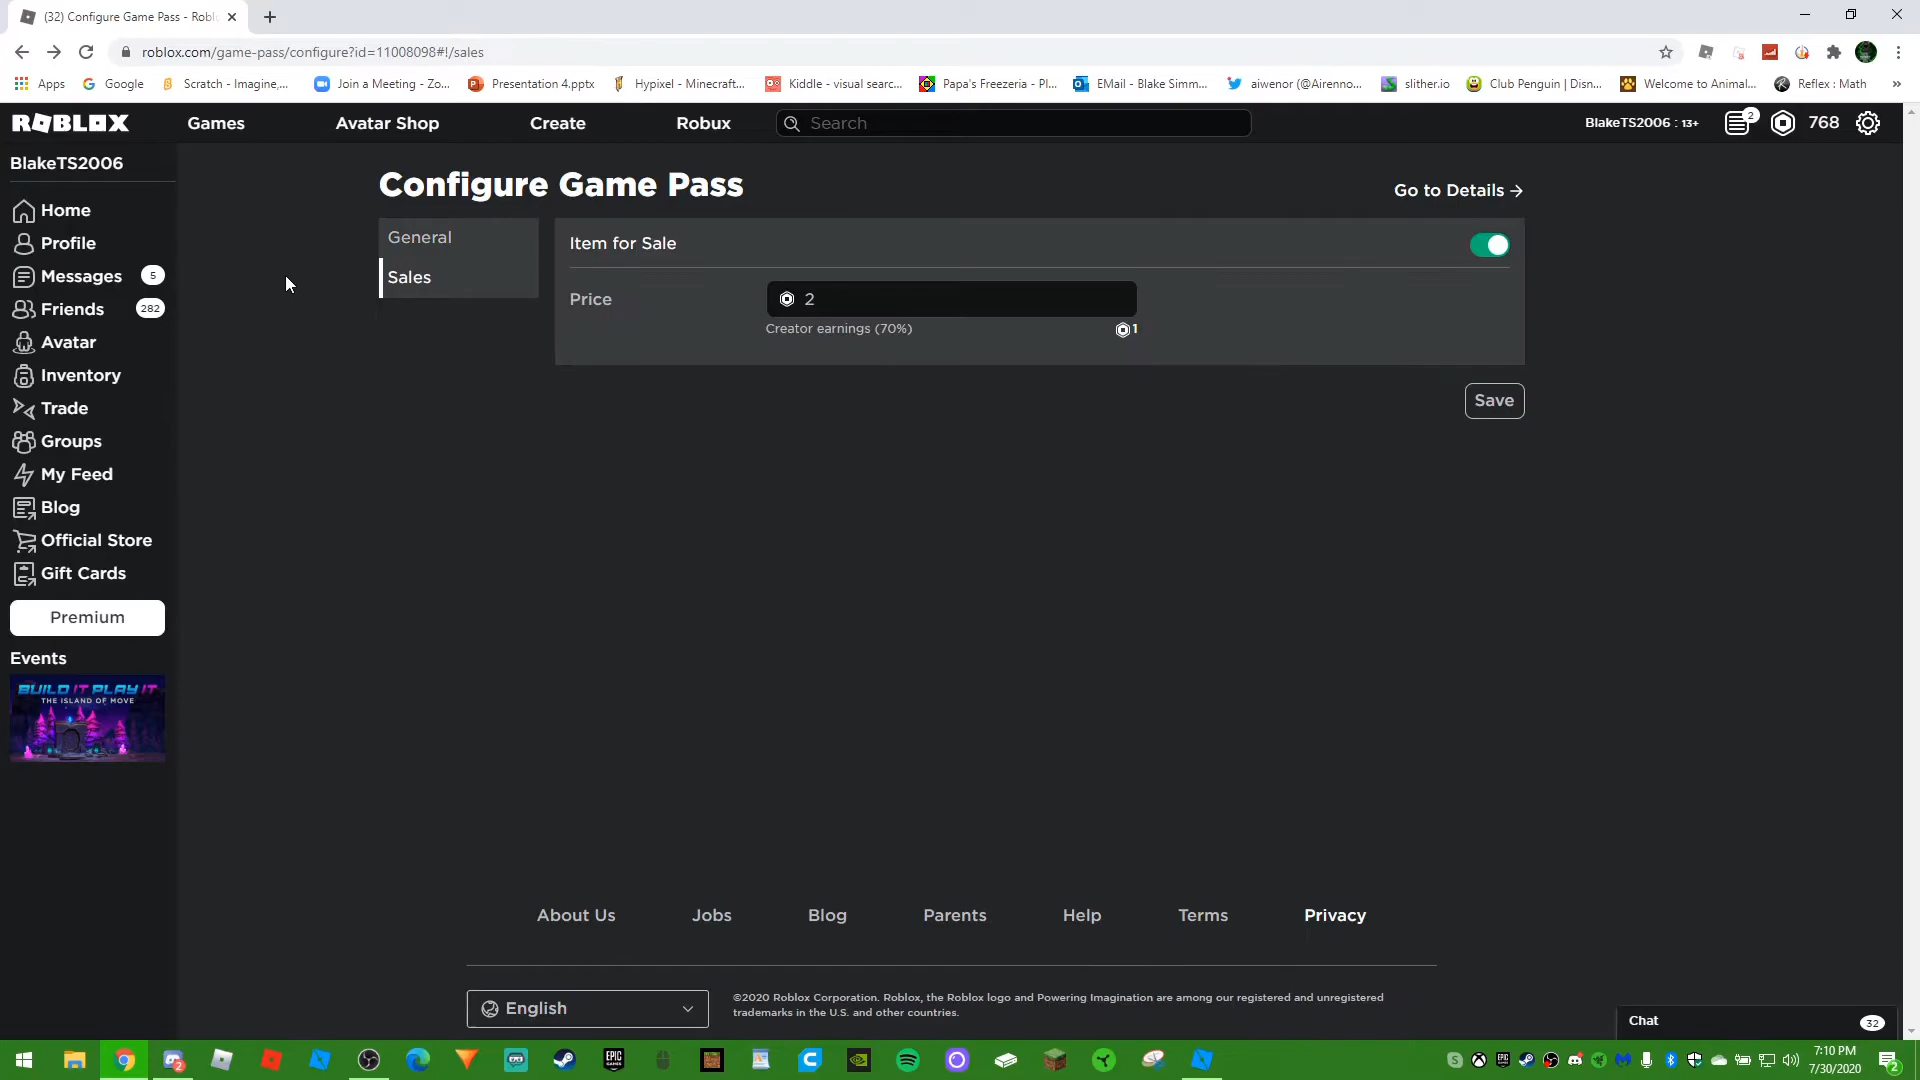 (32) Configure Game Pass - Roblo
roblox.com/game-pass/configure?id=11008098#!/sales
Apps Google Scratch - Imagine,... Join a Meeting - Zo... Presentation 4.pptx Hypixel - Minecraft... Kiddle - visual searc... Papa's Freezeria - Pl... EMail - Blake Simm... aiwenor (@Airenno... slither.io Club Penguin | Disn... Welcome to Animal... Reflex : Math »
ROBLOX Games Avatar Shop Create Robux Search BlakeTS2006 : 13+ 2 768
BlakeTS2006
Home
Profile
Messages 5
Friends 282
Avatar
Inventory
Trade
Groups
My Feed
Blog
Official Store
Gift Cards
Premium
Events
BUILD IT PLAY IT
THE ISLAND OF MOVE
Configure Game Pass
Go to Details
General
Sales
Item for Sale
Price 2
Creator earnings (70%) 1
Save
About Us Jobs Blog Parents Help Terms Privacy
English
©2020 Roblox Corporation. Roblox, the Roblox logo and Powering Imagination are among our registered and unregistered
trademarks in the U.S. and other countries.
Chat 32
7:10 PM
7/30/2020
2